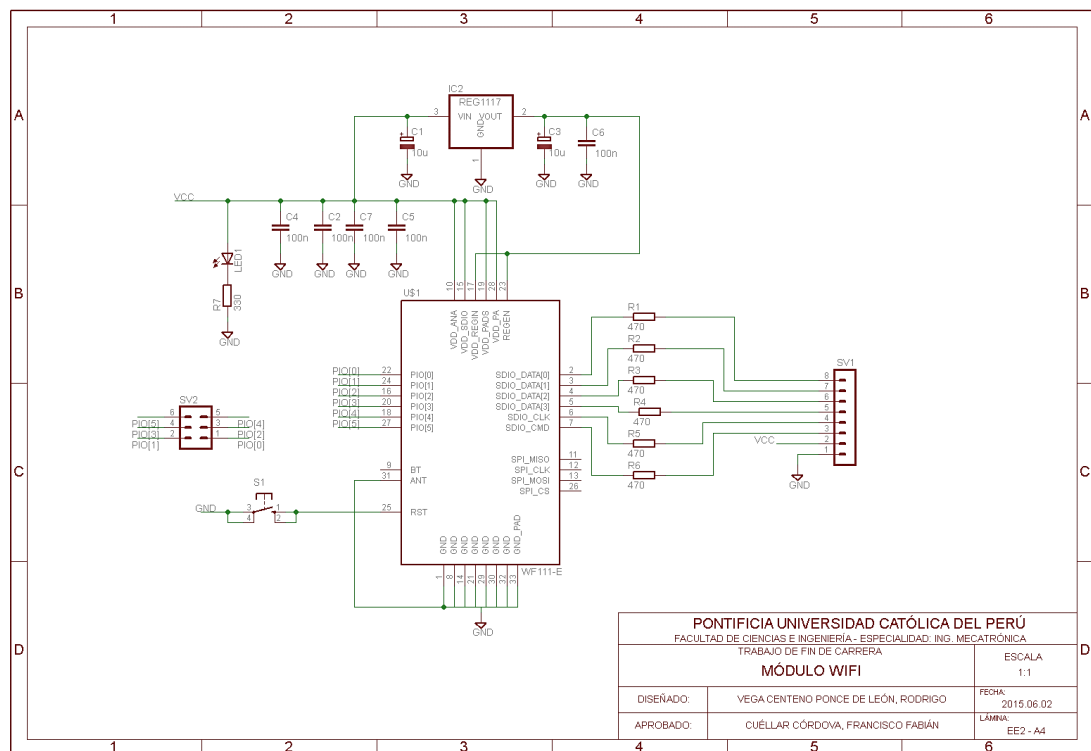 1 2 3 4 5 6
A A
IC2
REG1117
3 VIN VOUT 2
GND
1
C1
10u
C3
10u
C6
100n
GND GND GND GND
VCC
C4 C2 C7 C5
100n 100n 100n 100n
GND GND GND GND
LED1
R7
330
GND
B B
U$1
10 15 17 19 28 23
VDD_ANA
VDD_SDIO
VDD_REGIN
VDD_PADS
VDD_PA
REGEN
PIO[0] 22 PIO[0]
PIO[1] 24 PIO[1]
PIO[2] 16 PIO[2]
PIO[3] 20 PIO[3]
PIO[4] 18 PIO[4]
PIO[5] 27 PIO[5]
9 BT
31 ANT
25 RST
SDIO_DATA[0] 2
SDIO_DATA[1] 3
SDIO_DATA[2] 4
SDIO_DATA[3] 5
SDIO_CLK 6
SDIO_CMD 7
SPI_MISO 11
SPI_CLK 12
SPI_MOSI 13
SPI_CS 26
GND GND GND GND GND GND GND GND_PAD
1 8 14 21 29 30 32 33
WF111-E
GND
R1
470
R2
470
R3
470
R4
470
R5
470
R6
470
SV1
8
7
6
5
4
3
VCC 2
1
GND
SV2
6 5
PIO[5] 4 3 PIO[4]
PIO[3] 2 1 PIO[2]
PIO[1] PIO[0]
C C
S1
GND 3 1
4 2
D D
PONTIFICIA UNIVERSIDAD CATÓLICA DEL PERÚ
FACULTAD DE CIENCIAS E INGENIERÍA - ESPECIALIDAD: ING. MECATRÓNICA
TRABAJO DE FIN DE CARRERA
MÓDULO WIFI
ESCALA
1:1
DISEÑADO: VEGA CENTENO PONCE DE LEÓN, RODRIGO
FECHA:
2015.06.02
APROBADO: CUÉLLAR CÓRDOVA, FRANCISCO FABIÁN
LÁMINA:
EE2 - A4
1 2 3 4 5 6